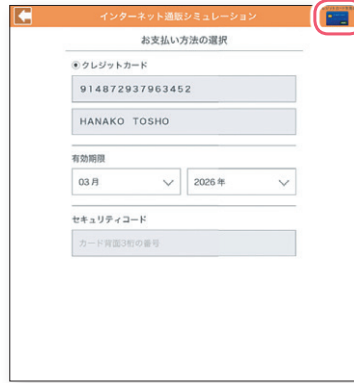 インターネット通販シミュレーション
お支払い方法の選択
クレジットカード
914872937963452
HANAKO TOSHO
有効期限
03月
2026年
セキュリティコード
カード背面3桁の番号